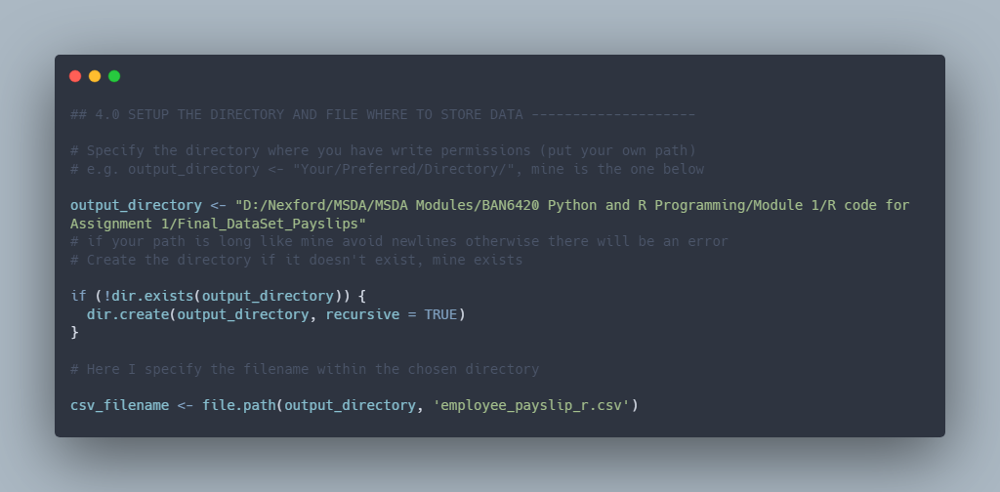 ## 4.0 SETUP THE DIRECTORY AND FILE WHERE TO STORE DATA --------------------
# Specify the directory where you have write permissions (put your own path)
# e.g. output_directory <- "Your/Preferred/Directory/", mine is the one below
output_directory <- "D:/Nexford/MSDA/MSDA Modules/BAN6420 Python and R Programming/Module 1/R code for
Assignment 1/Final_DataSet_Payslips"
# if your path is long like mine avoid newlines otherwise there will be an error
# Create the directory if it doesn't exist, mine exists
if (!dir.exists(output_directory)) {
  dir.create(output_directory, recursive = TRUE)
}
# Here I specify the filename within the chosen directory
csv_filename <- file.path(output_directory, 'employee_payslip_r.csv')